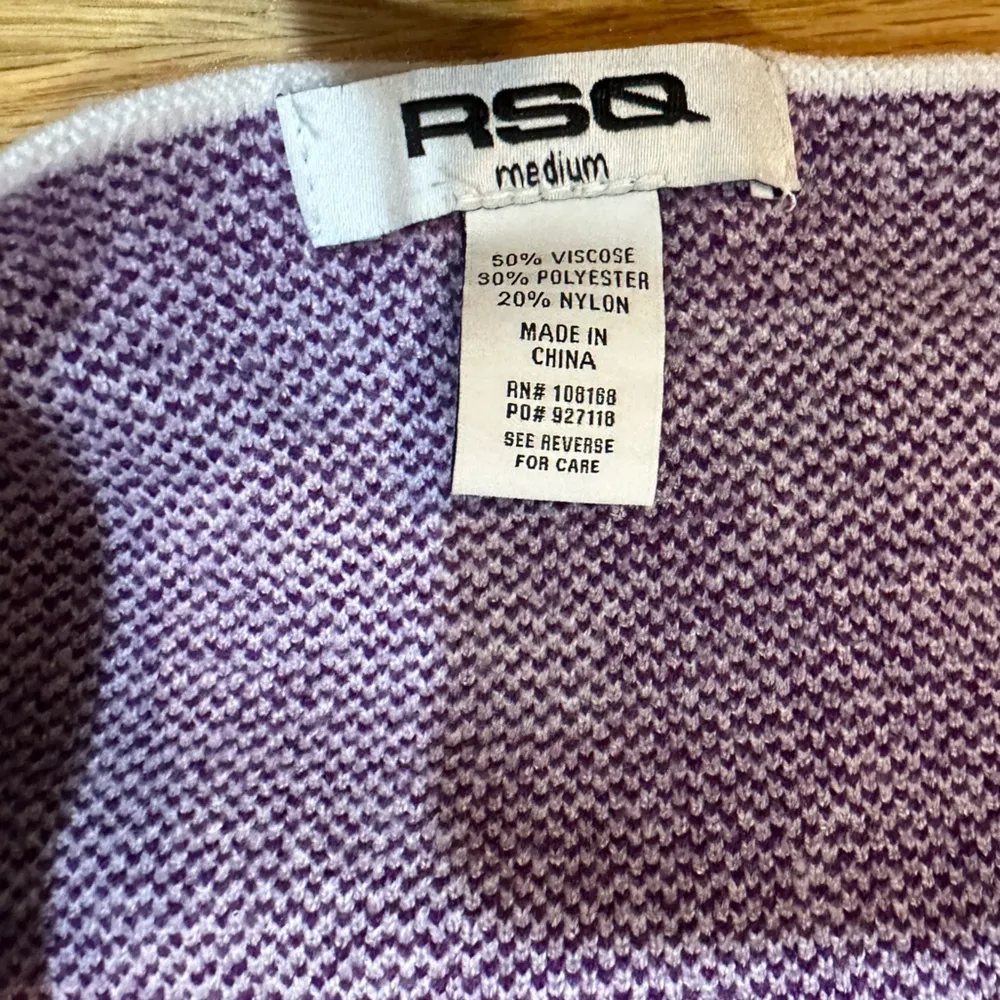 RSQ
medium
50% VISCOSE
30% POLYESTER
20% NYLON
MADE IN
CHINA
RN# 108168
PO# 927118
SEE REVERSE
FOR CARE